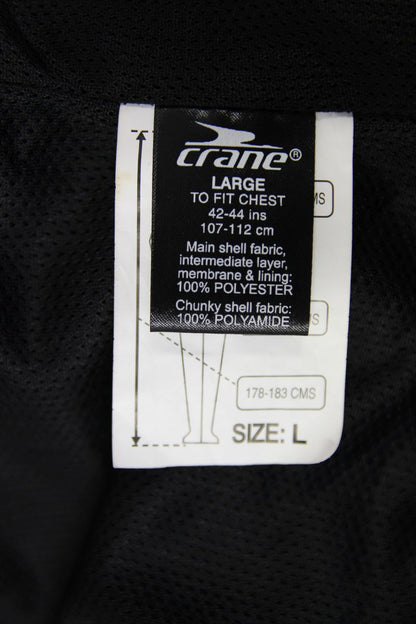 crane®
LARGE
TO FIT CHEST
42-44 ins
107-112 cm
Main shell fabric,
intermediate layer,
membrane & lining:
100% POLYESTER
Chunky shell fabric:
100% POLYAMIDE
MS
S
178-183 CMS
SIZE: L